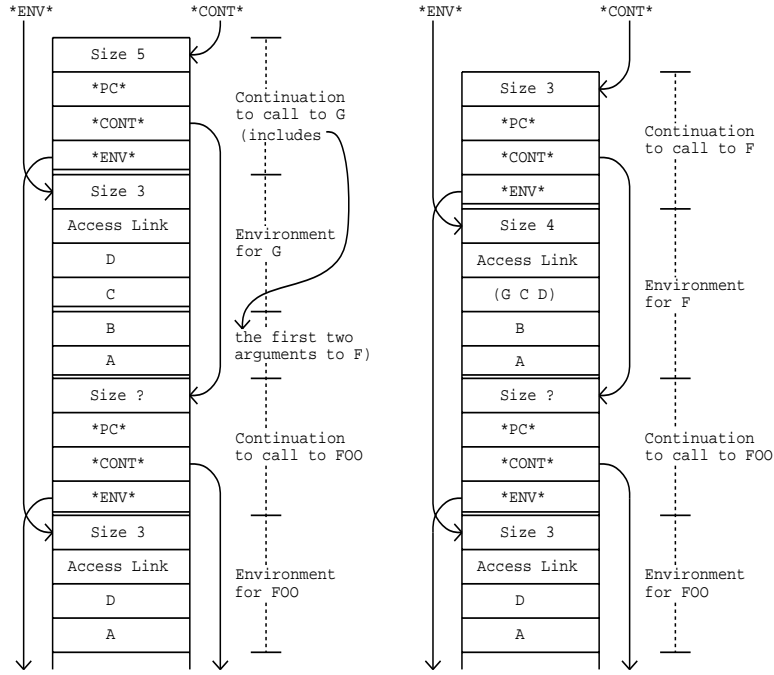 *ENV*
*CONT*
Size 5
*PC*
*CONT*
*ENV*
Size 3
Access Link
D
C
B
A
Size ?
*PC*
*CONT*
*ENV*
Size 3
Access Link
D
A
Continuation
to call to G
(includes
Environment
for G
the first two
arguments to F)
Continuation
to call to FOO
Environment
for FOO
*ENV*
*CONT*
Size 3
*PC*
*CONT*
*ENV*
Size 4
Access Link
(G C D)
B
A
Size ?
*PC*
*CONT*
*ENV*
Size 3
Access Link
D
A
Continuation
to call to F
Environment
for F
Continuation
to call to FOO
Environment
for FOO